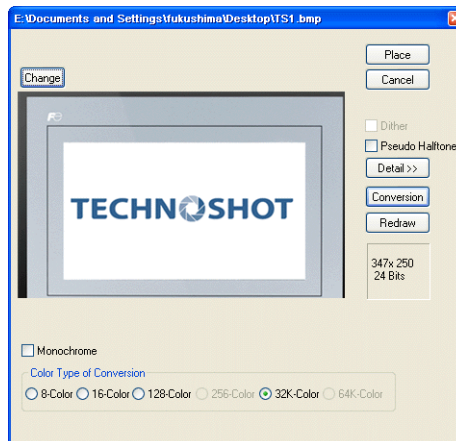 E:\Documents and Settings\fukushima\Desktop\TS1.bmp
Place
Change
Cancel
Dither
Pseudo Halftone
Detail >>
TECHNOSHOT
Conversion
Redraw
347x 250
24 Bits
Monochrome
Color Type of Conversion
8-Color 16-Color 128-Color 256-Color 32K-Color 64K-Color